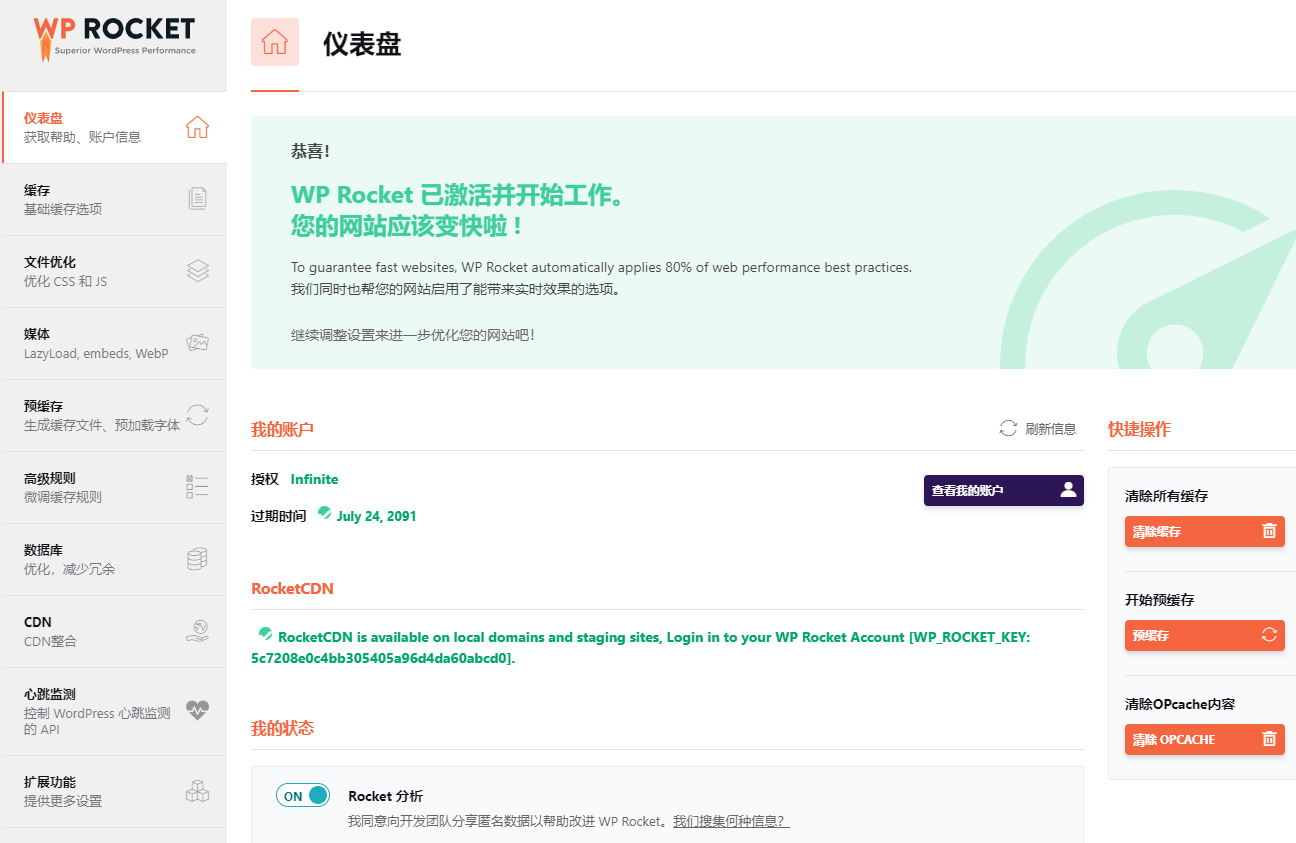 WP ROCKET
Superior WordPress Performance
仪表盘
获取帮助、账户信息
缓存
基础缓存选项
文件优化
优化 CSS 和 JS
媒体
LazyLoad, embeds, WebP
预缓存
生成缓存文件、预加载字体
高级规则
微调缓存规则
数据库
优化，减少冗余
CDN
CDN整合
心跳监测
控制 WordPress 心跳监测
的 API
扩展功能
提供更多设置
仪表盘
恭喜！
WP Rocket 已激活并开始工作。
您的网站应该变快啦！
To guarantee fast websites, WP Rocket automatically applies 80% of web performance best practices.
我们同时也帮您的网站启用了能带来实时效果的选项。
继续调整设置来进一步优化您的网站吧！
我的账户
刷新信息
授权 Infinite
查看我的账户
过期时间 July 24, 2091
RocketCDN
RocketCDN is available on local domains and staging sites, Login in to your WP Rocket Account [WP_ROCKET_KEY:
5c7208e0c4bb305405a96d4da60abcd0].
我的状态
ON
Rocket 分析
我同意向开发团队分享匿名数据以帮助改进 WP Rocket。 我们搜集何种信息？
快捷操作
清除所有缓存
清除缓存
开始预缓存
预缓存
清除OPcache内容
清除 OPCACHE